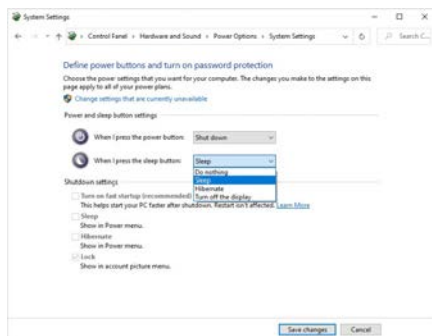 System Settings
Control Panel > Hardware and Sound > Power Options > System Settings
Search C...
Define power buttons and turn on password protection
Choose the power settings that you want for your computer. The changes you make to the settings on this
page apply to all of your power plans.
Change settings that are currently unavailable
Power and sleep button settings
When I press the power button: Shut down
When I press the sleep button: Sleep
Do nothing
Sleep
Hibernate
Turn off the display
Shutdown settings
Turn on fast startup (recommended)
This helps start your PC faster after shutdown. Restart isn't affected. Learn More
Sleep
Show in Power menu.
Hibernate
Show in Power menu.
Lock
Show in account picture menu.
Save changes
Cancel